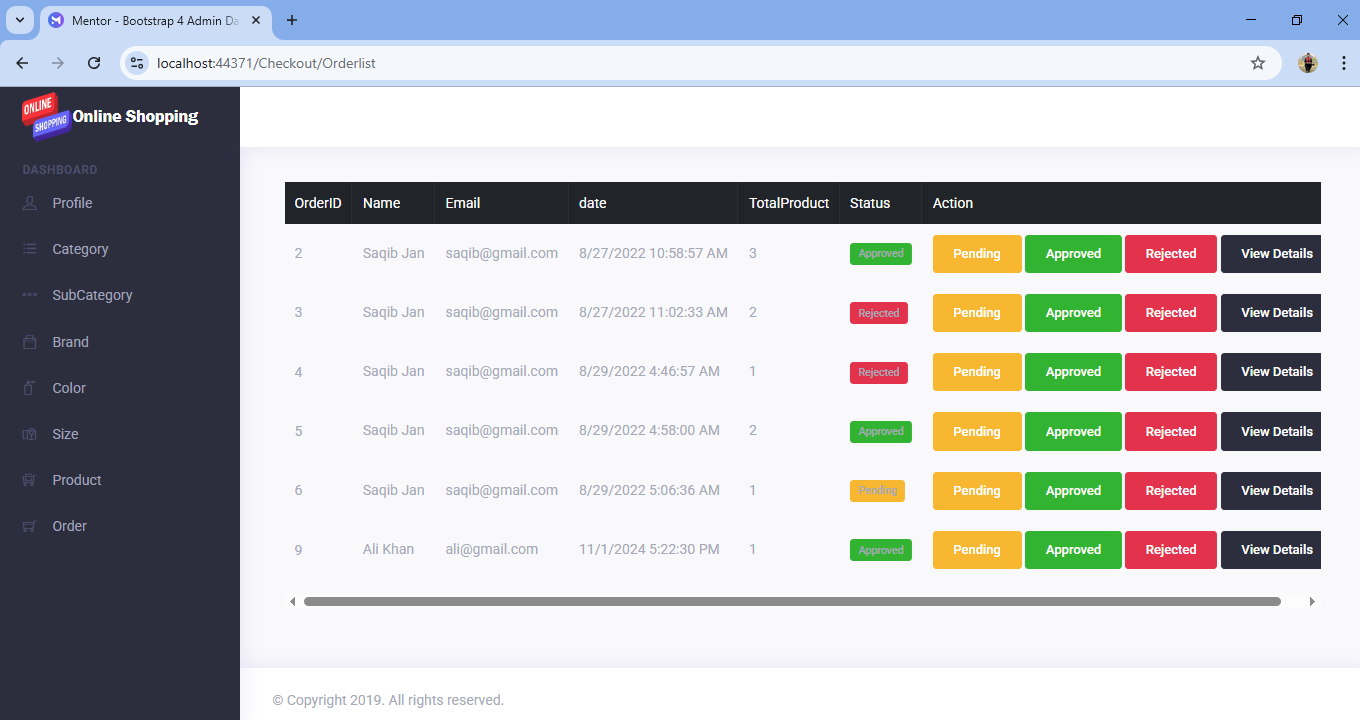 Mentor - Bootstrap 4 Admin Da
localhost:44371/Checkout/Orderlist
ONLINE
SHOPPING
Online Shopping
DASHBOARD
Profile
Category
SubCategory
Brand
Color
Size
Product
Order
OrderID Name Email date TotalProduct Status Action
2 Saqib Jan saqib@gmail.com 8/27/2022 10:58:57 AM 3 Approved Pending Approved Rejected View Details
3 Saqib Jan saqib@gmail.com 8/27/2022 11:02:33 AM 2 Rejected Pending Approved Rejected View Details
4 Saqib Jan saqib@gmail.com 8/29/2022 4:46:57 AM 1 Rejected Pending Approved Rejected View Details
5 Saqib Jan saqib@gmail.com 8/29/2022 4:58:00 AM 2 Approved Pending Approved Rejected View Details
6 Saqib Jan saqib@gmail.com 8/29/2022 5:06:36 AM 1 Pending Pending Approved Rejected View Details
9 Ali Khan ali@gmail.com 11/1/2024 5:22:30 PM 1 Approved Pending Approved Rejected View Details
© Copyright 2019. All rights reserved.